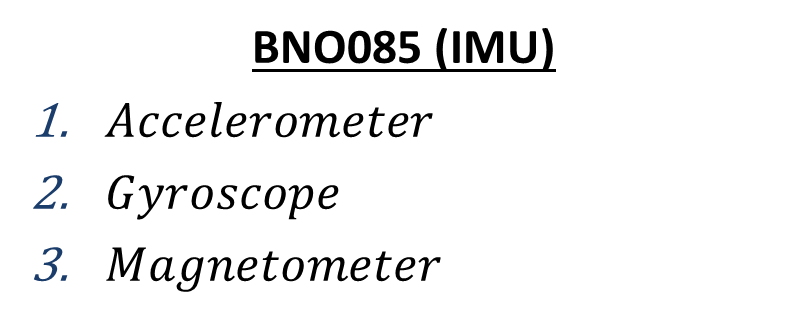 BNO085 (IMU)
1. Accelerometer
2. Gyroscope
3. Magnetometer